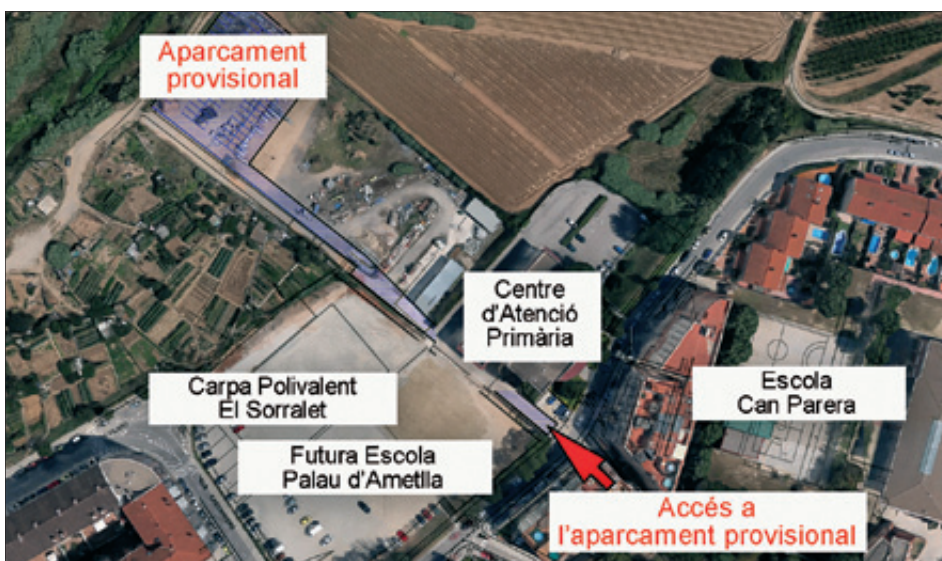 Aparcament
provisional
Centre
d'Atenció
Primària
Carpa Polivalent
El Sorralet
Escola
Can Parera
Futura Escola
Palau d'Ametlla
Accés a
l'aparcament provisional